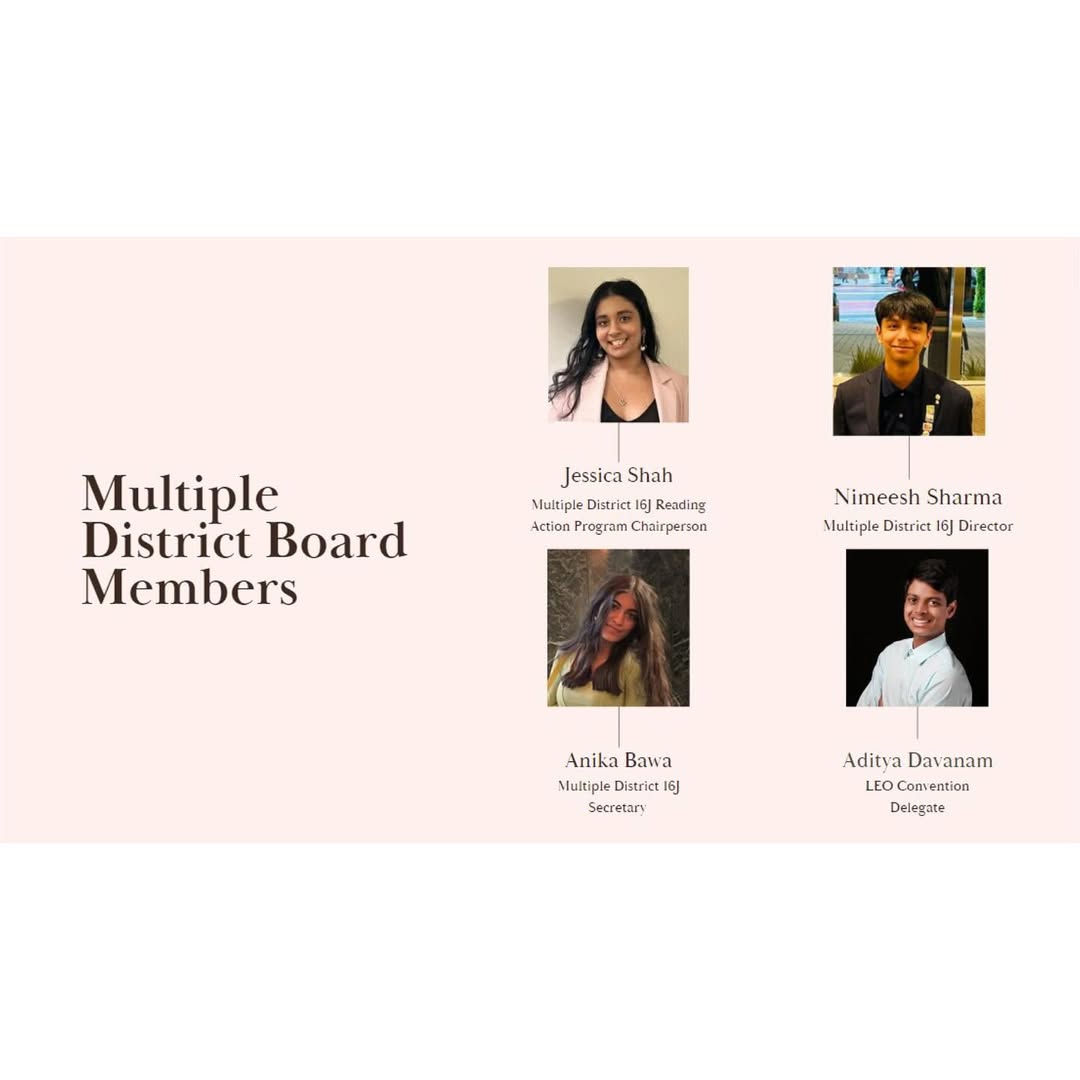 Multiple
District Board
Members
Jessica Shah
Multiple District 16J Reading
Action Program Chairperson
Nimeesh Sharma
Multiple District 16J Director
Anika Bawa
Multiple District 16J
Secretary
Aditya Davanam
LEO Convention
Delegate